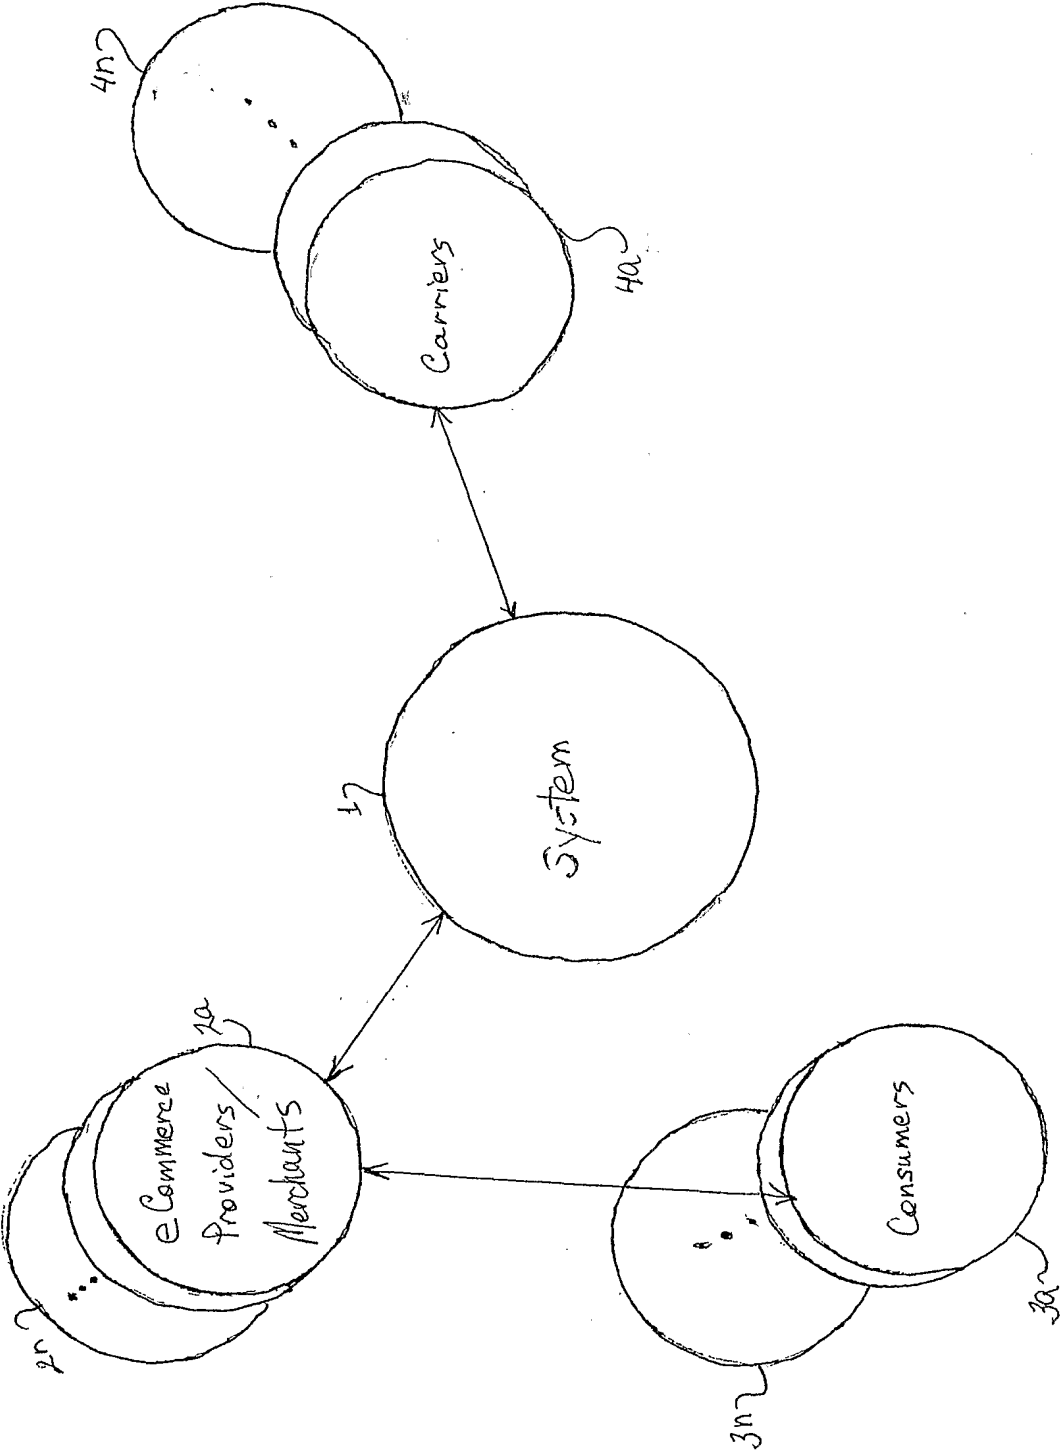 2n
2a
eCommerce
Providers/
Merchants
1
System
4n
Carriers
4a
3n
Consumers
3a